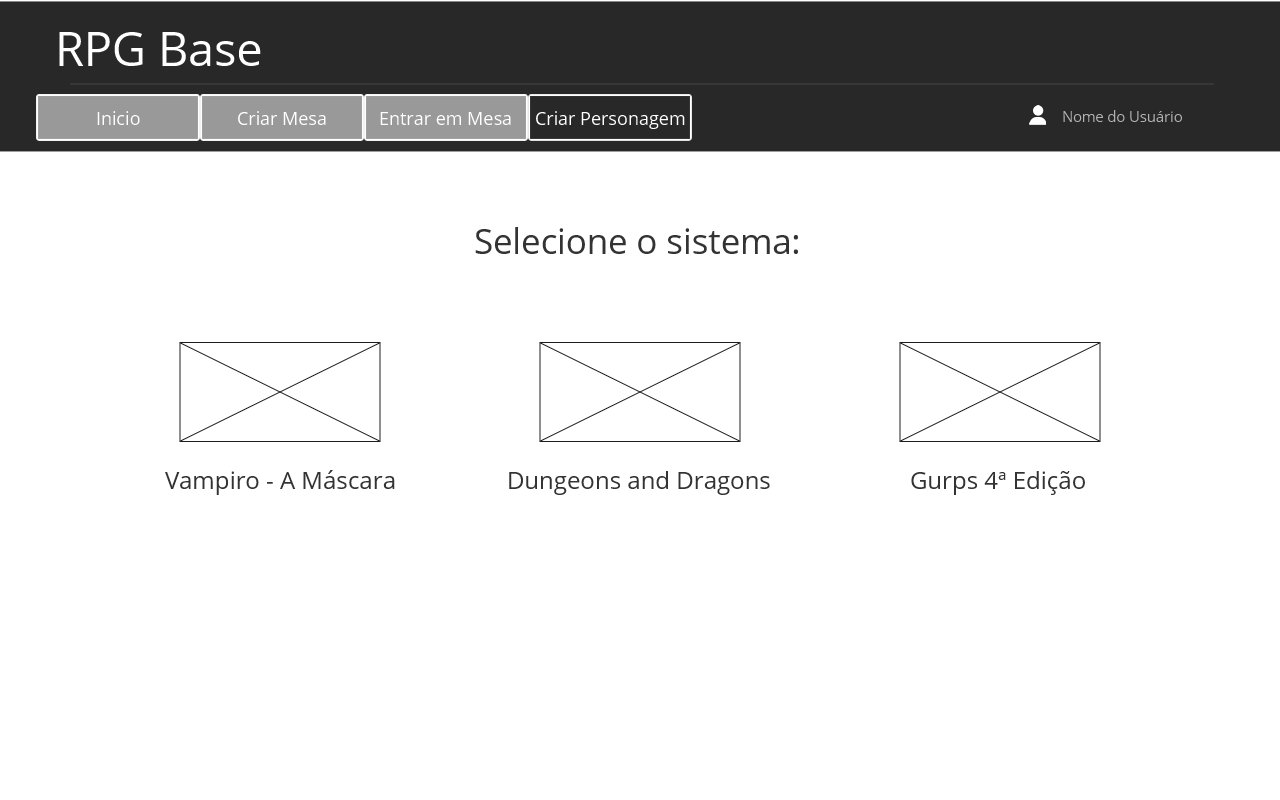 RPG Base
Inicio
Criar Mesa
Entrar em Mesa
Criar Personagem
Nome do Usuário
Selecione o sistema:
Vampiro - A Máscara
Dungeons and Dragons
Gurps 4ª Edição